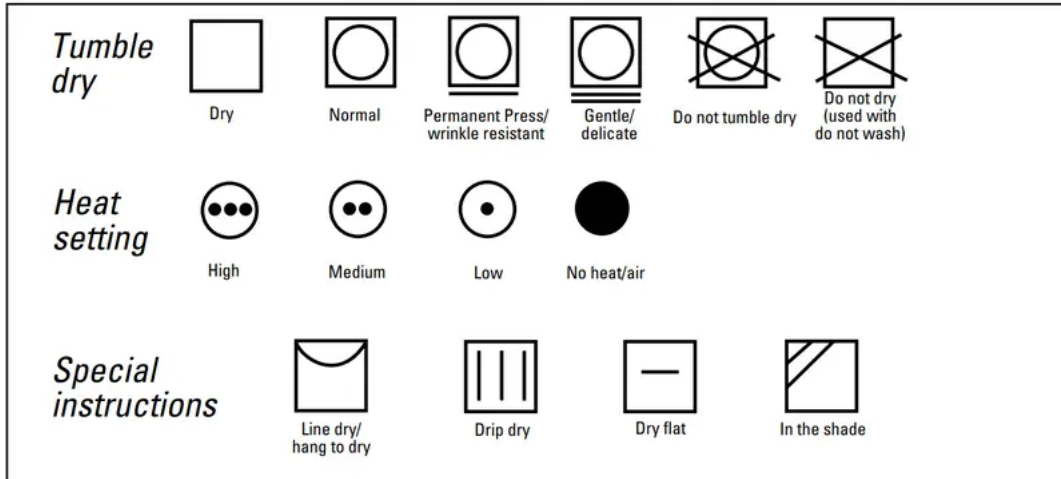 Tumble
dry
Dry
Normal
Permanent Press/
wrinkle resistant
Gentle/
delicate
Do not tumble dry
Do not dry
(used with
do not wash)
Heat
setting
High
Medium
Low
No heat/air
Special
instructions
Line dry/
hang to dry
Drip dry
Dry flat
In the shade